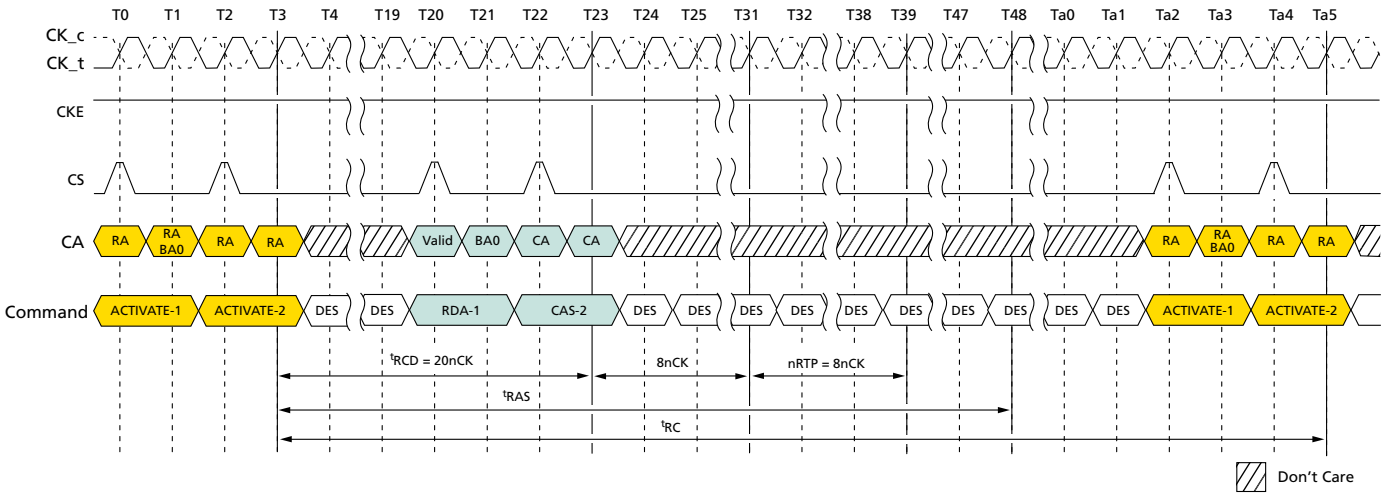 T0 T1 T2 T3 T4 T19 T20 T21 T22 T23 T24 T25 T31 T32 T38 T39 T47 T48 Ta0 Ta1 Ta2 Ta3 Ta4 Ta5
CK_c
CK_t
CKE
CS
CA RA RA BA0 RA RA Valid BA0 CA CA RA RA BA0 RA RA
Command ACTIVATE-1 ACTIVATE-2 DES DES RDA-1 CAS-2 DES DES DES DES DES DES DES DES DES DES ACTIVATE-1 ACTIVATE-2
tRCD = 20nCK 8nCK nRTP = 8nCK
tRAS
tRC
Don't Care